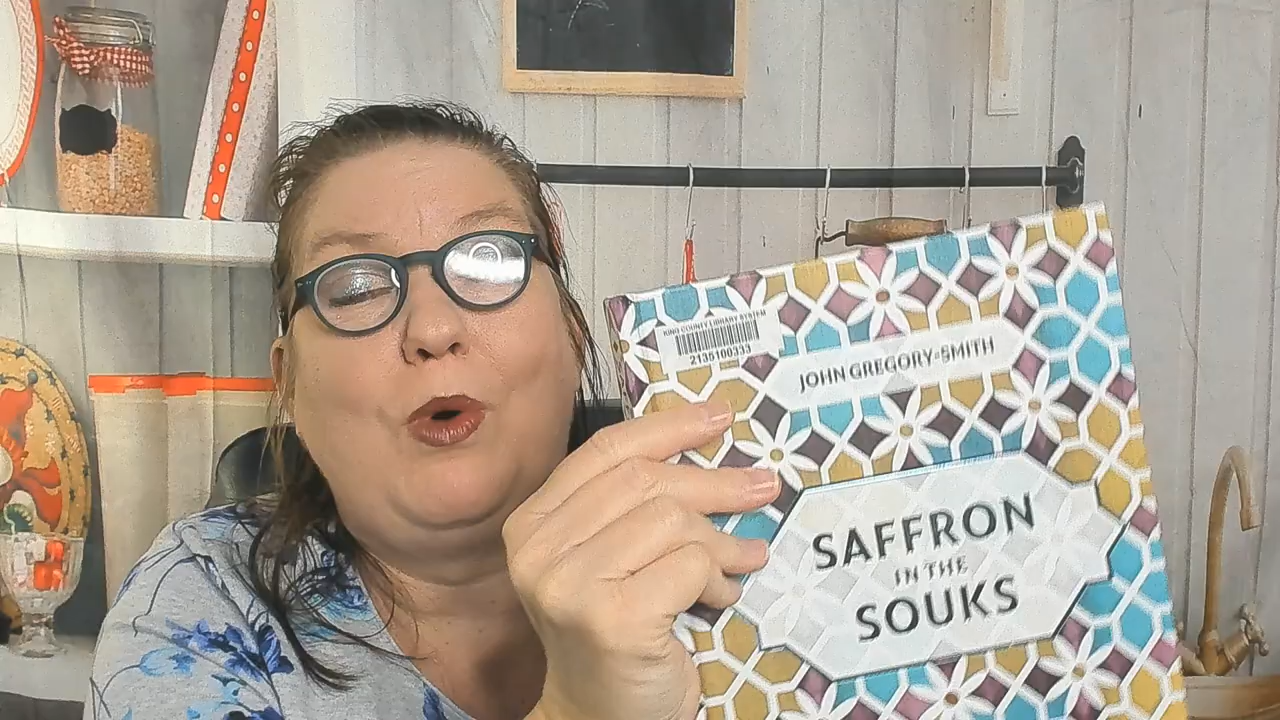 KING COUNTY LIBRARY SYSTEM
2135100333
JOHN GREGORY-SMITH
SAFFRON
IN THE
SOUKS